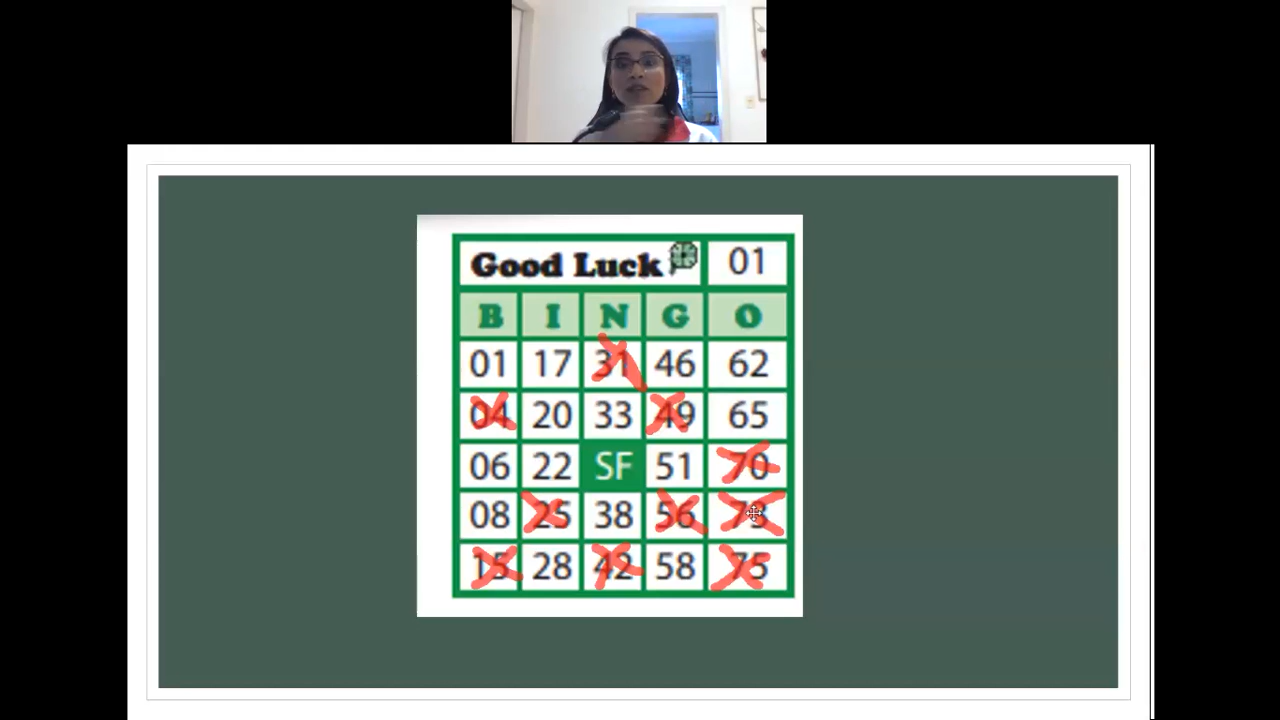 Good Luck 01
B I N G O
01 17 31 46 62
04 20 33 49 65
06 22 SF 51 70
08 25 38 56 73
15 28 42 58 75